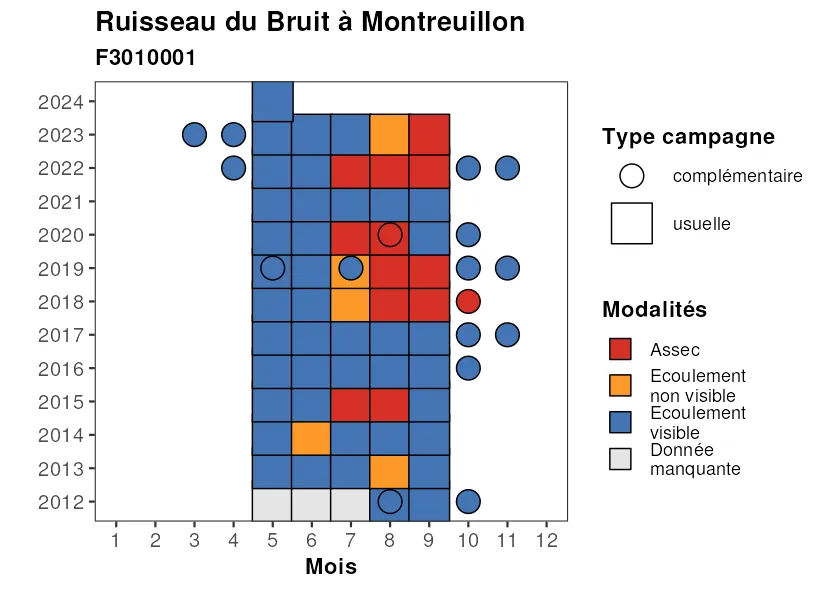 Ruisseau du Bruit à Montreuillon
F3010001
2024
2023
2022
2021
2020
2019
2018
2017
2016
2015
2014
2013
2012
1 2 3 4 5 6 7 8 9 10 11 12
Mois
Type campagne
complémentaire
usuelle
Modalités
Assec
Ecoulement
non visible
Ecoulement
visible
Donnée
manquante